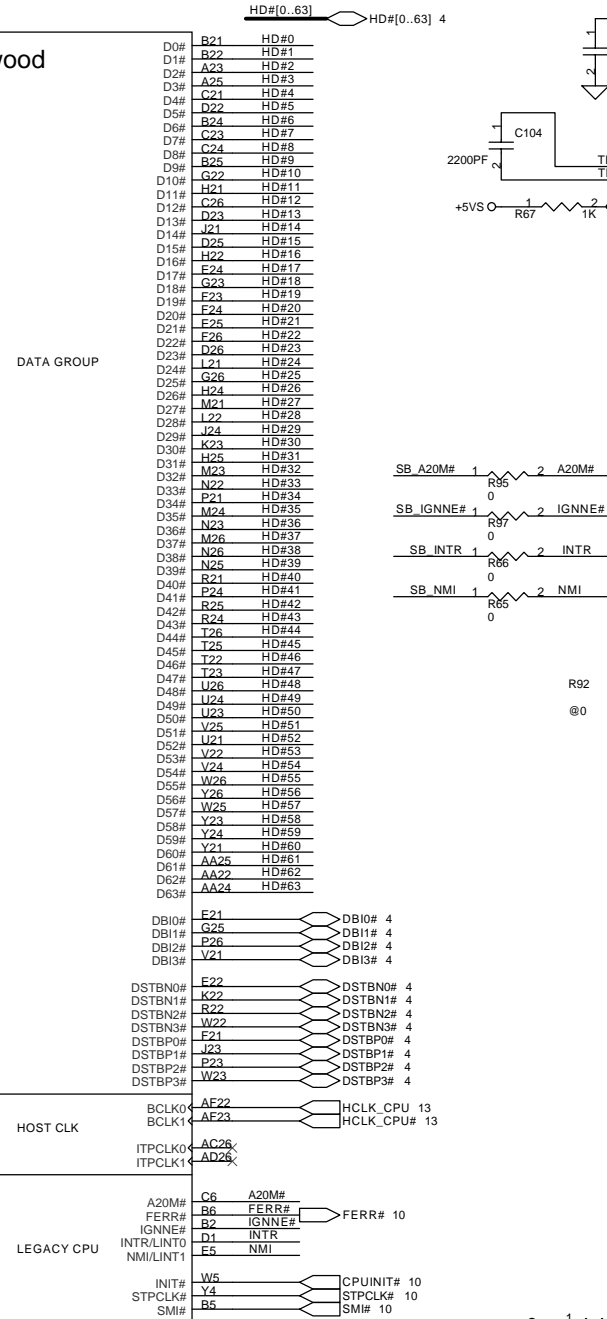 HD#[0..63] HD#[0..63] 4
wood
D0# B21 HD#0
D1# B22 HD#1
D2# A23 HD#2
D3# A25 HD#3
D4# C21 HD#4
D5# D22 HD#5
D6# B24 HD#6
D7# C23 HD#7
D8# C24 HD#8
D9# B25 HD#9
D10# G22 HD#10
D11# H21 HD#11
D12# C26 HD#12
D13# D23 HD#13
D14# J21 HD#14
D15# D25 HD#15
D16# H22 HD#16
D17# E24 HD#17
D18# G23 HD#18
D19# F23 HD#19
D20# F24 HD#20
D21# E25 HD#21
D22# F26 HD#22
D23# D26 HD#23
D24# L21 HD#24
D25# G26 HD#25
D26# H24 HD#26
D27# M21 HD#27
D28# L22 HD#28
D29# J24 HD#29
D30# K23 HD#30
D31# H25 HD#31
D32# M23 HD#32
D33# N22 HD#33
D34# P21 HD#34
D35# M24 HD#35
D36# N23 HD#36
D37# M26 HD#37
D38# N26 HD#38
D39# N25 HD#39
D40# R21 HD#40
D41# P24 HD#41
D42# R25 HD#42
D43# R24 HD#43
D44# T26 HD#44
D45# T25 HD#45
D46# T22 HD#46
D47# T23 HD#47
D48# U26 HD#48
D49# U24 HD#49
D50# U23 HD#50
D51# V25 HD#51
D52# U21 HD#52
D53# V22 HD#53
D54# V24 HD#54
D55# W26 HD#55
D56# Y26 HD#56
D57# W25 HD#57
D58# Y23 HD#58
D59# Y24 HD#59
D60# Y21 HD#60
D61# AA25 HD#61
D62# AA22 HD#62
D63# AA24 HD#63
DATA GROUP
DBI0# E21 DBI0# 4
DBI1# G25 DBI1# 4
DBI2# P26 DBI2# 4
DBI3# V21 DBI3# 4
DSTBN0# E22 DSTBN0# 4
DSTBN1# K22 DSTBN1# 4
DSTBN2# R22 DSTBN2# 4
DSTBN3# W22 DSTBN3# 4
DSTBP0# F21 DSTBP0# 4
DSTBP1# J23 DSTBP1# 4
DSTBP2# P23 DSTBP2# 4
DSTBP3# W23 DSTBP3# 4
HOST CLK
BCLK0 AF22 HCLK_CPU 13
BCLK1 AF23 HCLK_CPU# 13
ITPCLK0 AC26
ITPCLK1 AD26
LEGACY CPU
A20M# C6 A20M#
FERR# B6 FERR# FERR# 10
IGNNE# B2 IGNNE#
INTR/LINT0 D1 INTR
NMI/LINT1 E5 NMI
INIT# W5 CPUINIT# 10
STPCLK# Y4 STPCLK# 10
SMI# B5 SMI# 10
1
2
1
C104
2200PF
2
+5VS 1 2
R67 1K
SB_A20M# 1 2 A20M#
R95
0
SB_IGNNE# 1 2 IGNNE#
R97
0
SB_INTR 1 2 INTR
R66
0
SB_NMI 1 2 NMI
R65
0
R92
@0
1